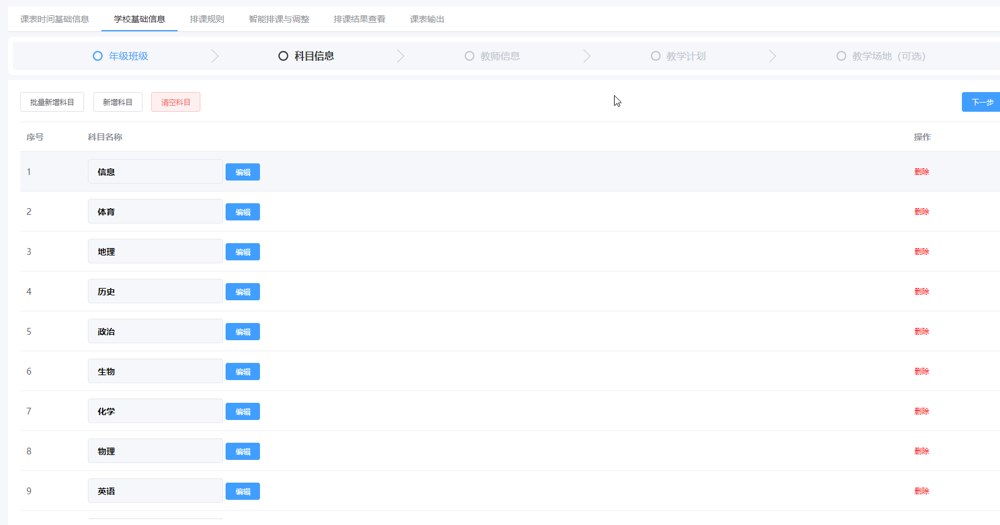 课表时间基础信息 学校基础信息 排课规则 智能排课与调整 排课结果查看 课表输出
年级班级 科目信息 教师信息 教学计划 教学场地（可选）
批量新增科目 新增科目 清空科目 下一步
序号 科目名称 操作
1 信息 编辑 删除
2 体育 编辑 删除
3 地理 编辑 删除
4 历史 编辑 删除
5 政治 编辑 删除
6 生物 编辑 删除
7 化学 编辑 删除
8 物理 编辑 删除
9 英语 编辑 删除